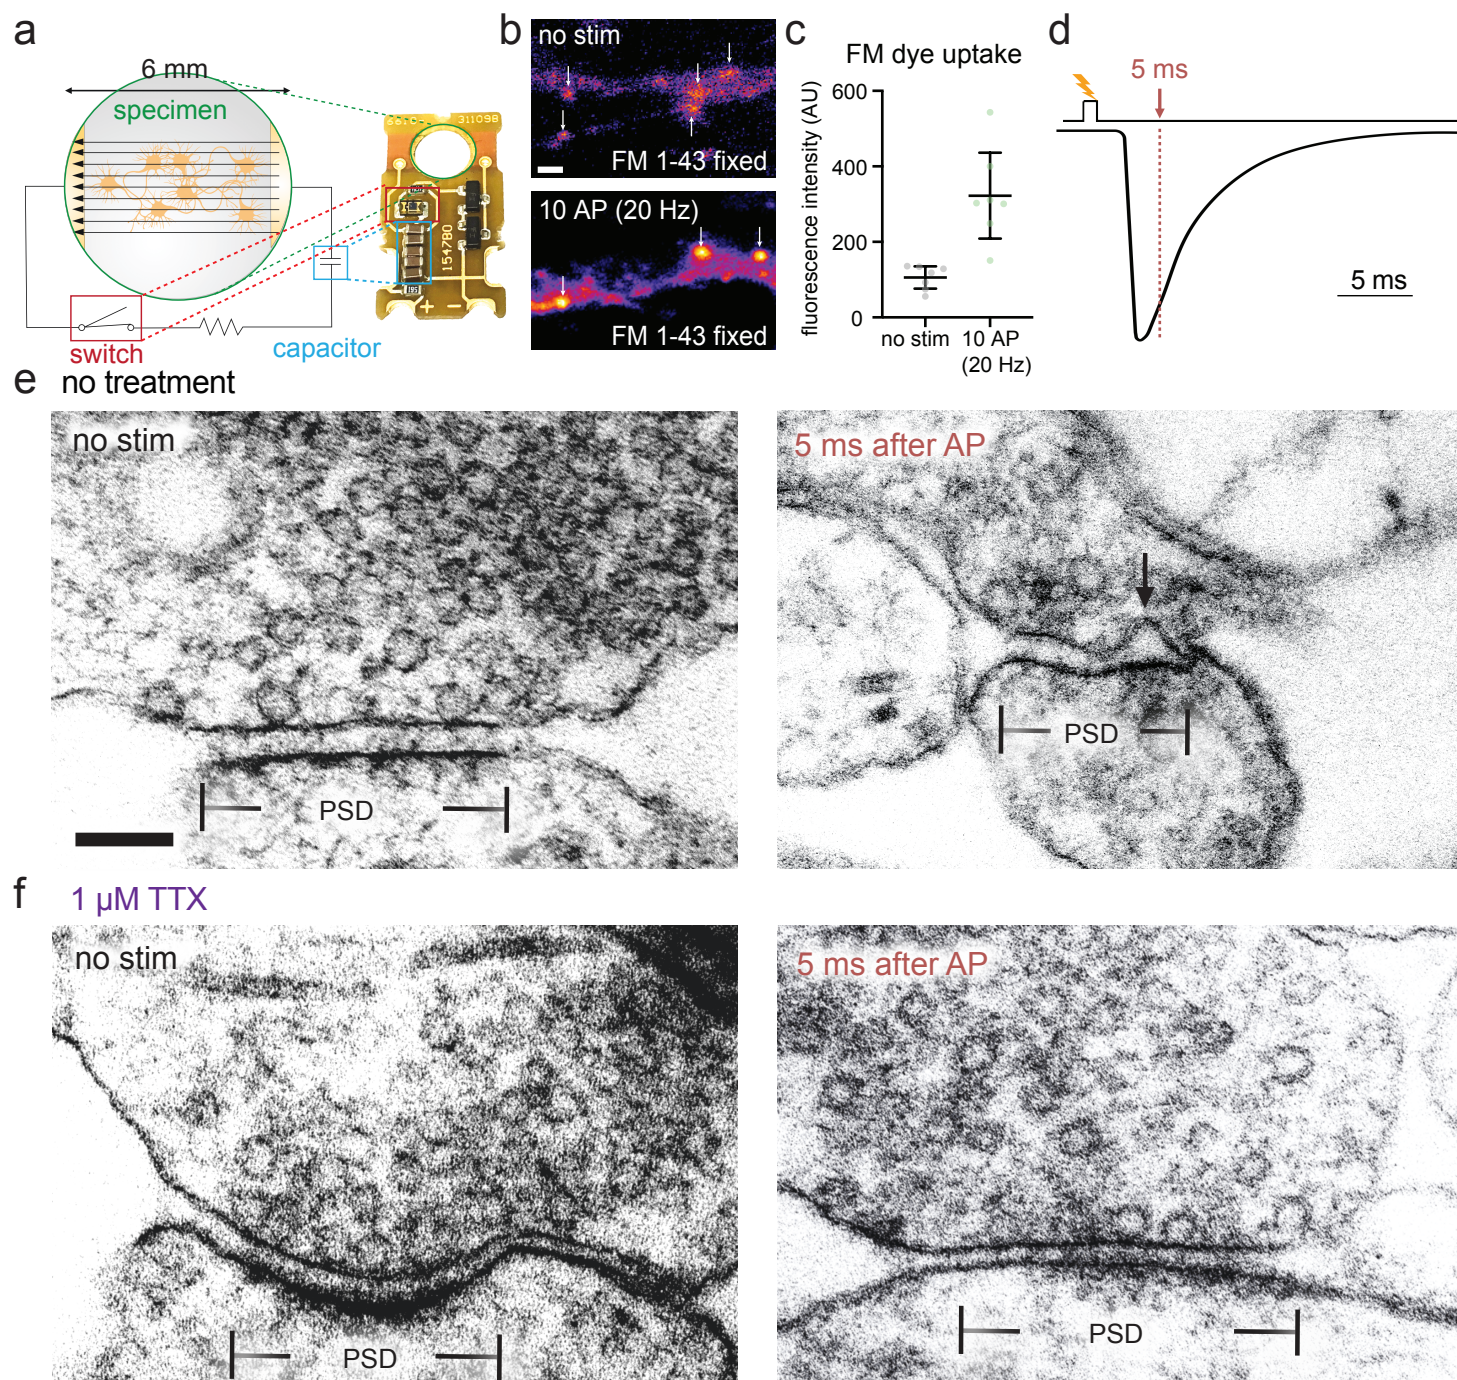 a
6 mm
specimen
311098
154780
+ −
switch
capacitor
b
no stim
FM 1-43 fixed
10 AP (20 Hz)
FM 1-43 fixed
c
FM dye uptake
fluorescence intensity (AU)
600
400
200
0
no stim
10 AP
(20 Hz)
d
5 ms
5 ms
e no treatment
no stim
PSD
5 ms after AP
PSD
f 1 µM TTX
no stim
PSD
5 ms after AP
PSD